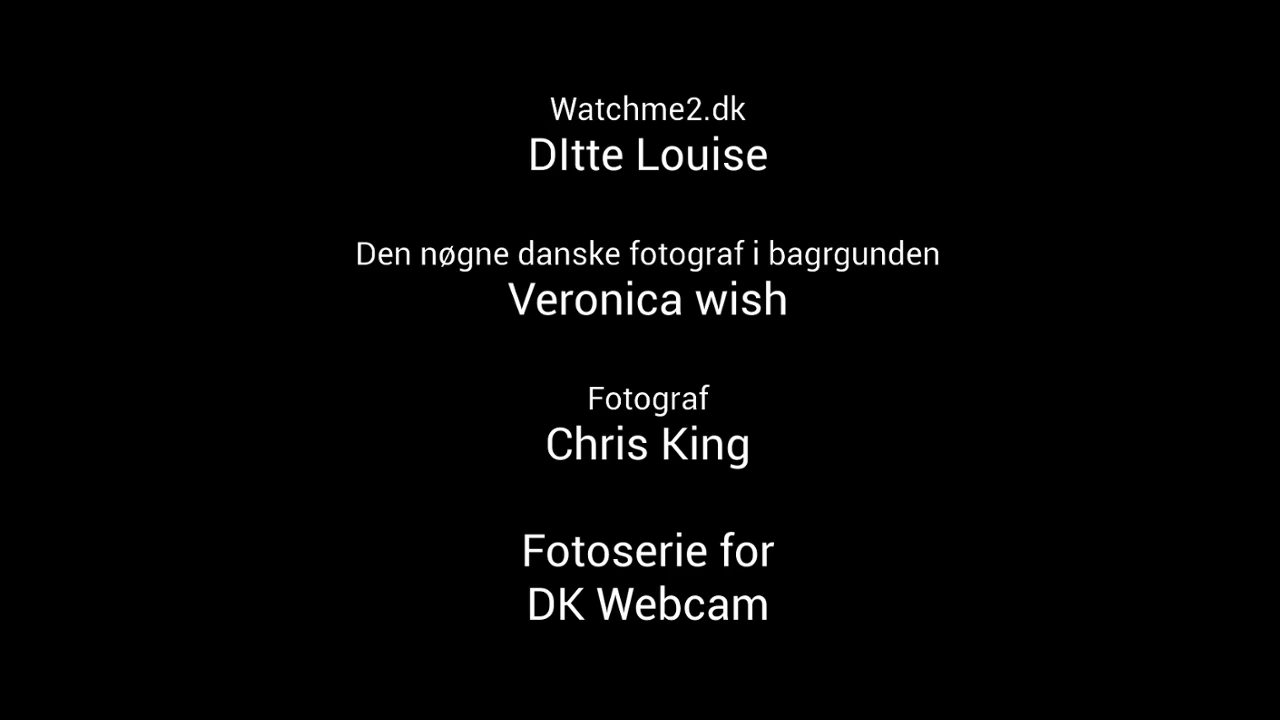 Watchme2.dk
DItte Louise
Den nøgne danske fotograf i bagrgunden
Veronica wish
Fotograf
Chris King
Fotoserie for
DK Webcam